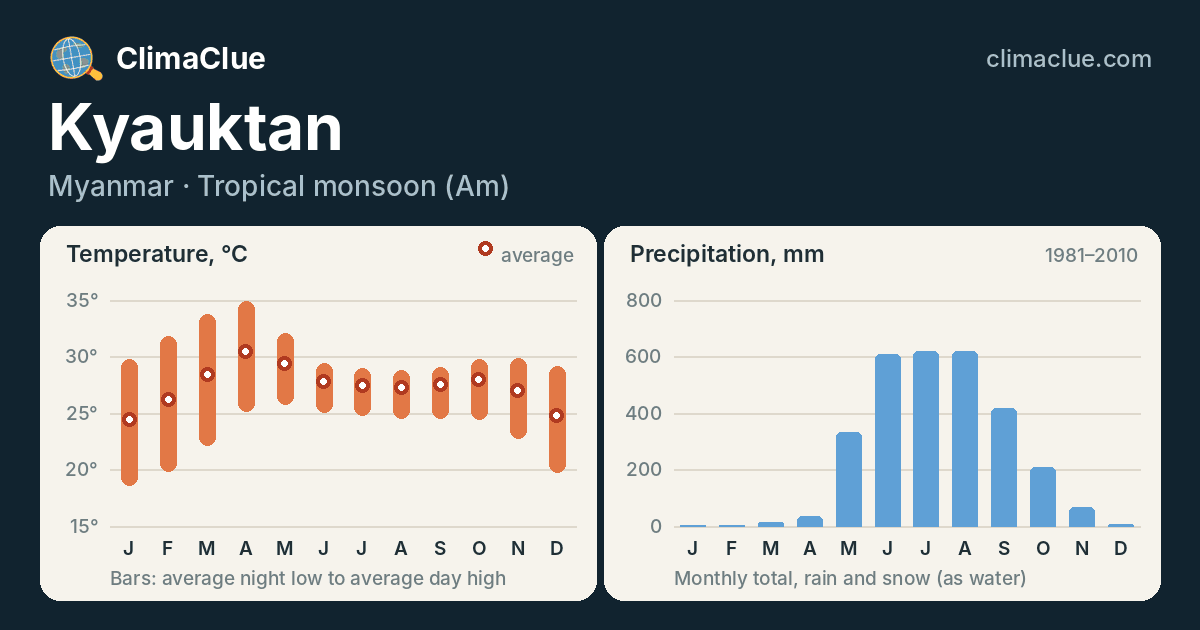 ClimaClue
climaclue.com
Kyauktan
Myanmar · Tropical monsoon (Am)
Temperature, °C
average
35°
30°
25°
20°
15°
J F M A M J J A S O N D
Bars: average night low to average day high
Precipitation, mm
1981–2010
800
600
400
200
0
J F M A M J J A S O N D
Monthly total, rain and snow (as water)